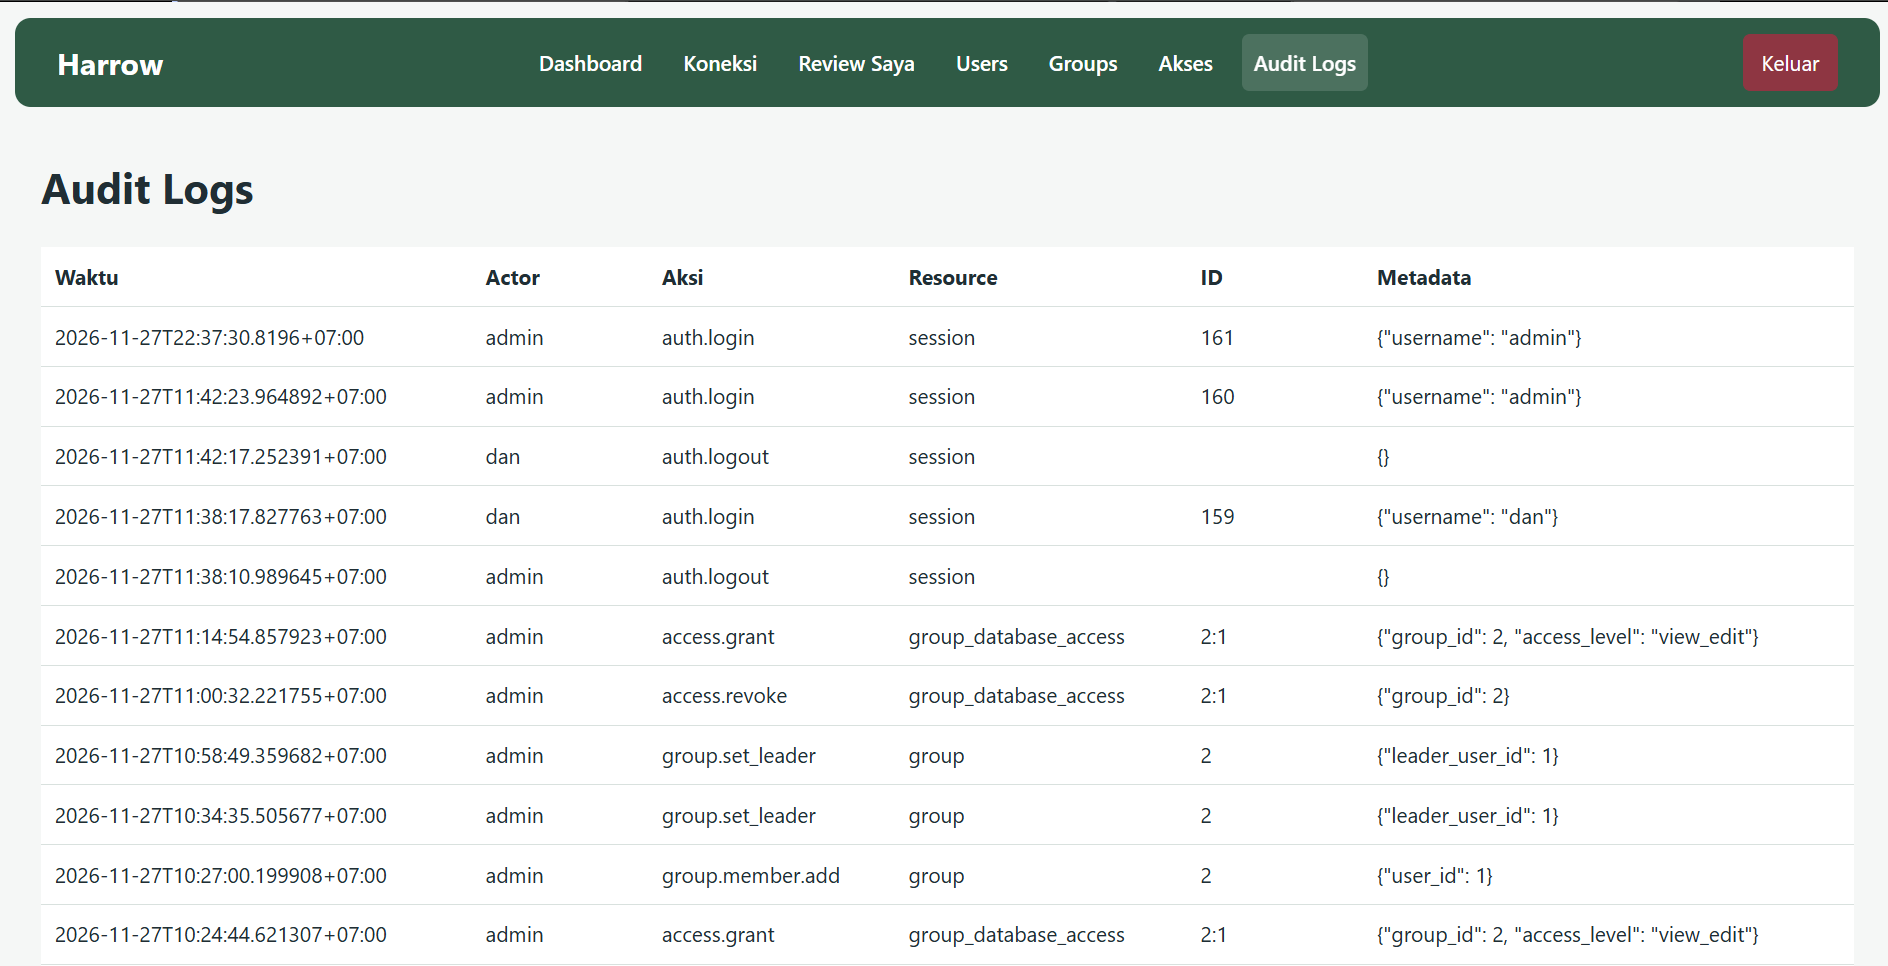 Harrow Dashboard Koneksi Review Saya Users Groups Akses Audit Logs Keluar
Audit Logs
Waktu Actor Aksi Resource ID Metadata
2026-11-27T22:37:30.8196+07:00 admin auth.login session 161 {"username": "admin"}
2026-11-27T11:42:23.964892+07:00 admin auth.login session 160 {"username": "admin"}
2026-11-27T11:42:17.252391+07:00 dan auth.logout session {}
2026-11-27T11:38:17.827763+07:00 dan auth.login session 159 {"username": "dan"}
2026-11-27T11:38:10.989645+07:00 admin auth.logout session {}
2026-11-27T11:14:54.857923+07:00 admin access.grant group_database_access 2:1 {"group_id": 2, "access_level": "view_edit"}
2026-11-27T11:00:32.221755+07:00 admin access.revoke group_database_access 2:1 {"group_id": 2}
2026-11-27T10:58:49.359682+07:00 admin group.set_leader group 2 {"leader_user_id": 1}
2026-11-27T10:34:35.505677+07:00 admin group.set_leader group 2 {"leader_user_id": 1}
2026-11-27T10:27:00.199908+07:00 admin group.member.add group 2 {"user_id": 1}
2026-11-27T10:24:44.621307+07:00 admin access.grant group_database_access 2:1 {"group_id": 2, "access_level": "view_edit"}